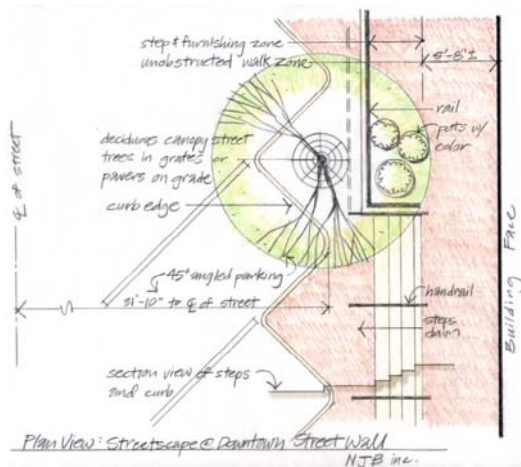 step & furnishing zone
unobstructed walk zone
5'-8"±
rail
pots w/
color
deciduous canopy street
trees in grates or
pavers on grade
curb edge
℄ of street
45° angled parking
31'-10" to ℄ of street
handrail
steps
down
Building Face
section view of steps
and curb
Plan View: Streetscape @ Downtown Street Wall
NJB inc.